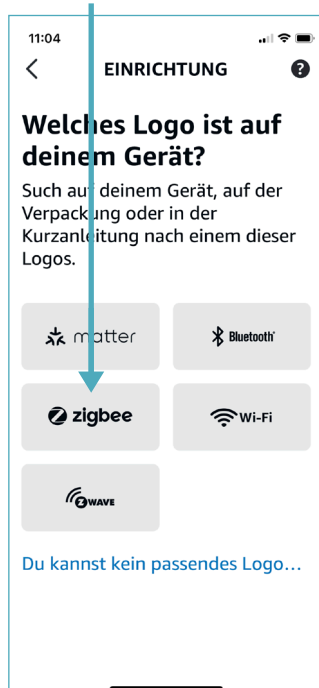 11:04
EINRICHTUNG
?
Welches Logo ist auf
deinem Gerät?
Such auf deinem Gerät, auf der
Verpackung oder in der
Kurzanleitung nach einem dieser
Logos.
matter
Bluetooth
zigbee
Wi-Fi
Z WAVE
Du kannst kein passendes Logo…